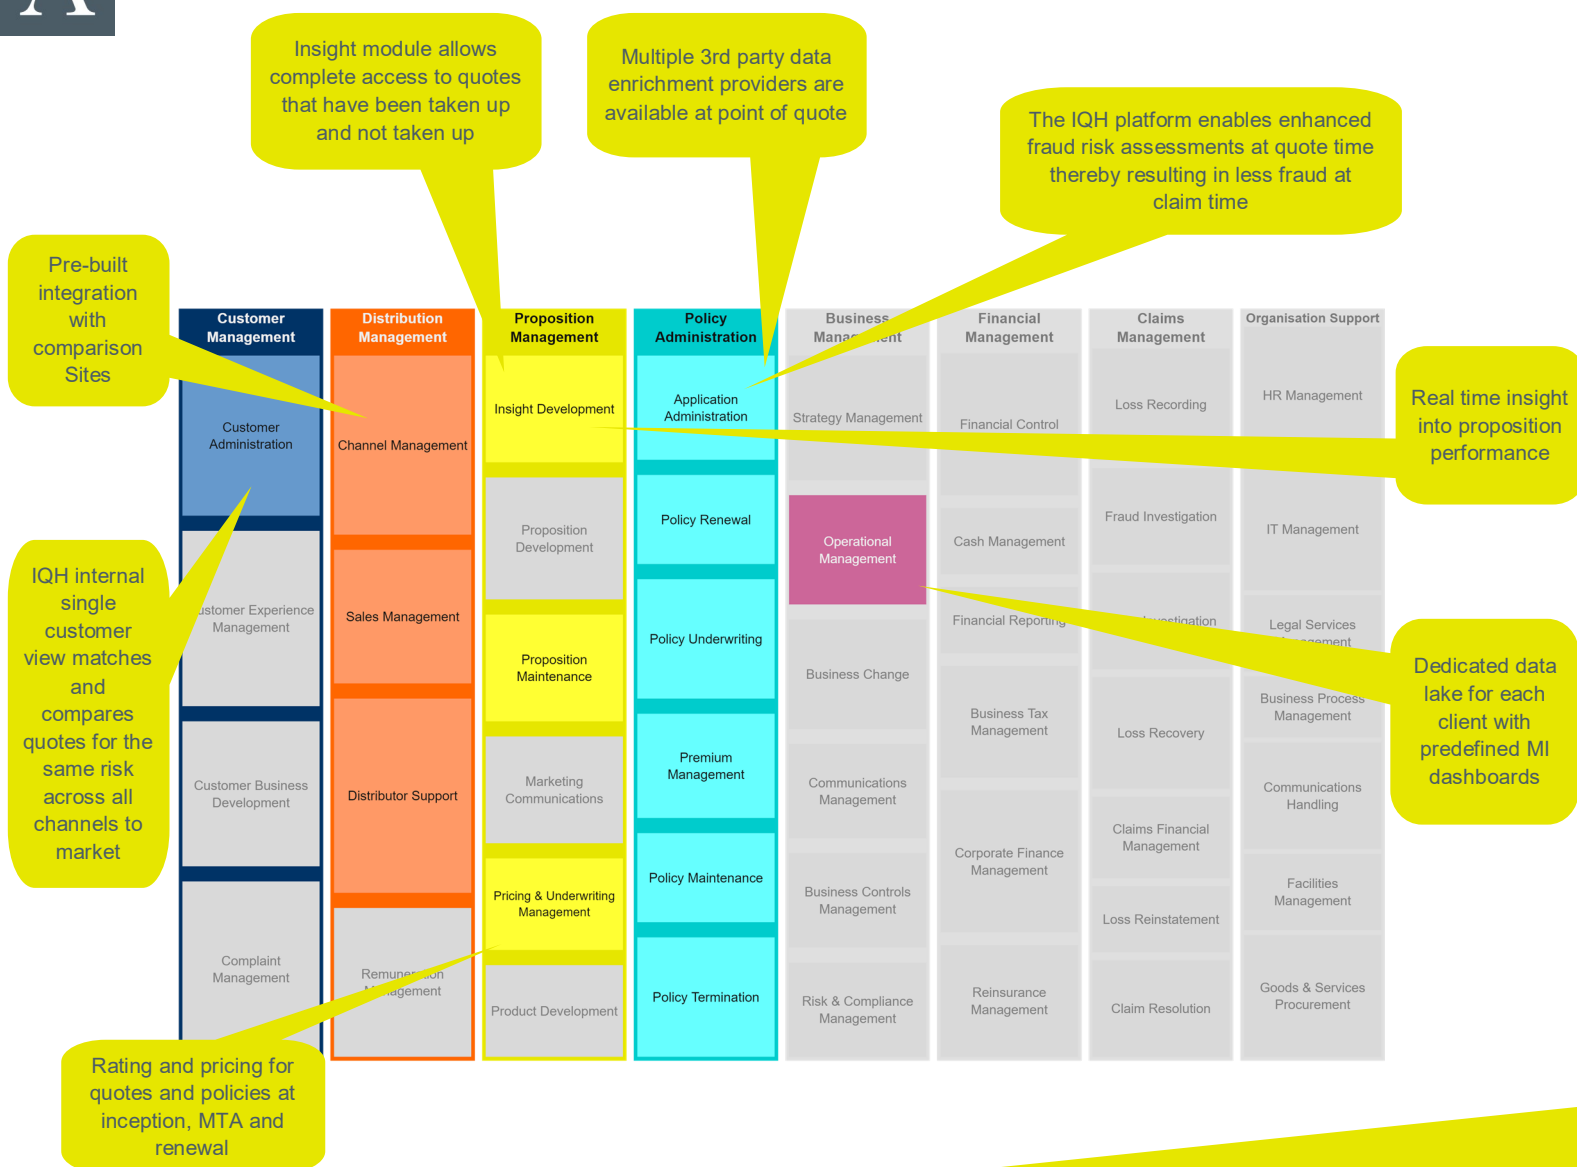 A
Insight module allows
complete access to quotes
that have been taken up
and not taken up
Multiple 3rd party data
enrichment providers are
available at point of quote
The IQH platform enables enhanced
fraud risk assessments at quote time
thereby resulting in less fraud at
claim time
Pre-built
integration
with
comparison
Sites
IQH internal
single
customer
view matches
and
compares
quotes for the
same risk
across all
channels to
market
Customer
Management
Customer
Administration
Customer Experience
Management
Customer Business
Development
Complaint
Management
Distribution
Management
Channel Management
Sales Management
Distributor Support
Remuneration
Management
Proposition
Management
Insight Development
Proposition
Development
Proposition
Maintenance
Marketing
Communications
Pricing & Underwriting
Management
Product Development
Policy
Administration
Application
Administration
Policy Renewal
Policy Underwriting
Premium
Management
Policy Maintenance
Policy Termination
Business
Management
Strategy Management
Operational
Management
Business Change
Communications
Management
Business Controls
Management
Risk & Compliance
Management
Financial
Management
Financial Control
Cash Management
Financial Reporting
Business Tax
Management
Corporate Finance
Management
Reinsurance
Management
Claims
Management
Loss Recording
Fraud Investigation
Investigation
Loss Recovery
Claims Financial
Management
Loss Reinstatement
Claim Resolution
Organisation Support
HR Management
IT Management
Legal Services
Management
Business Process
Management
Communications
Handling
Facilities
Management
Goods & Services
Procurement
Real time insight
into proposition
performance
Dedicated data
lake for each
client with
predefined MI
dashboards
Rating and pricing for
quotes and policies at
inception, MTA and
renewal